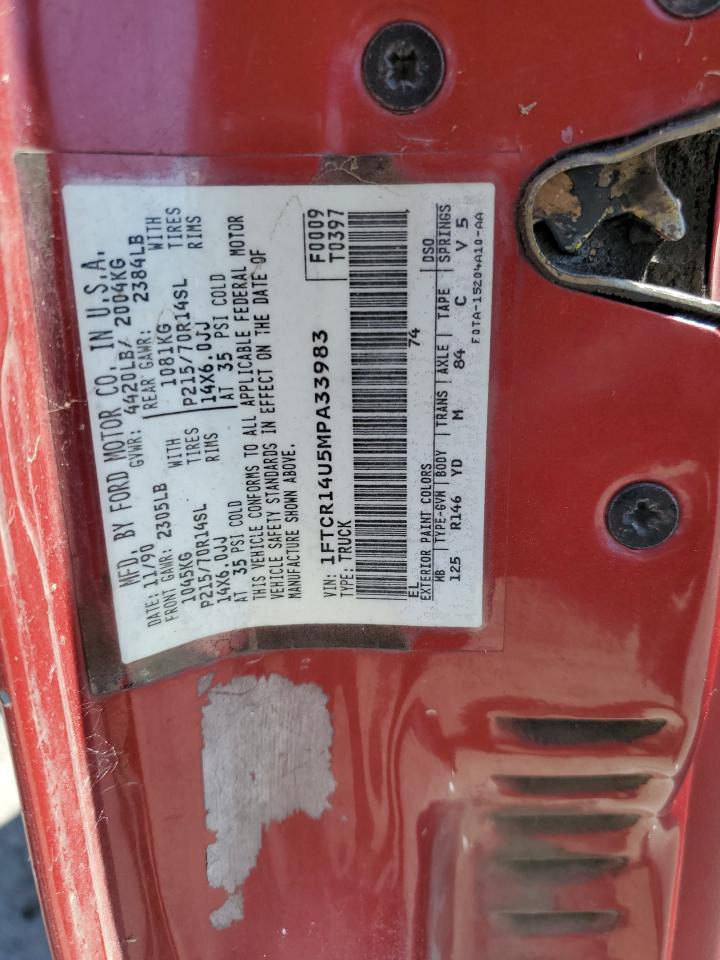 MFD. BY FORD MOTOR CO. IN U.S.A.
DATE: 11/90 GVWR: 4420LB/ 2004KG
FRONT GAWR: 2305LB REAR GAWR: 2384LB
1045KG WITH 1081KG WITH
P215/70R14SL TIRES P215/70R14SL TIRES
14X6.0JJ RIMS 14X6.0JJ RIMS
AT 35 PSI COLD AT 35 PSI COLD
THIS VEHICLE CONFORMS TO ALL APPLICABLE FEDERAL MOTOR
VEHICLE SAFETY STANDARDS IN EFFECT ON THE DATE OF
MANUFACTURE SHOWN ABOVE.
F0009
VIN: 1FTCR14U5MPA33983 T0397
TYPE: TRUCK
EL 74
EXTERIOR PAINT COLORS DSO
MB TYPE-GVW BODY TRANS AXLE TAPE SPRINGS
125 R146 YD M 84 C V 5
F0TA-15204A10-AA